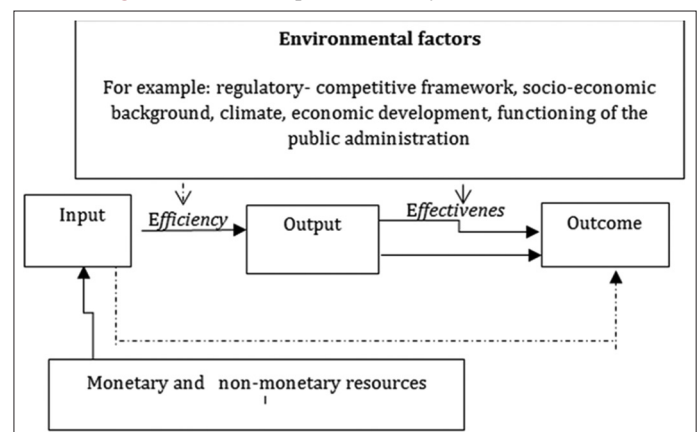 Environmental factors
For example: regulatory- competitive framework, socio-economic
background, climate, economic development, functioning of the
public administration
Input
Efficiency
Output
Effectivenes
Outcome
Monetary and non-monetary resources